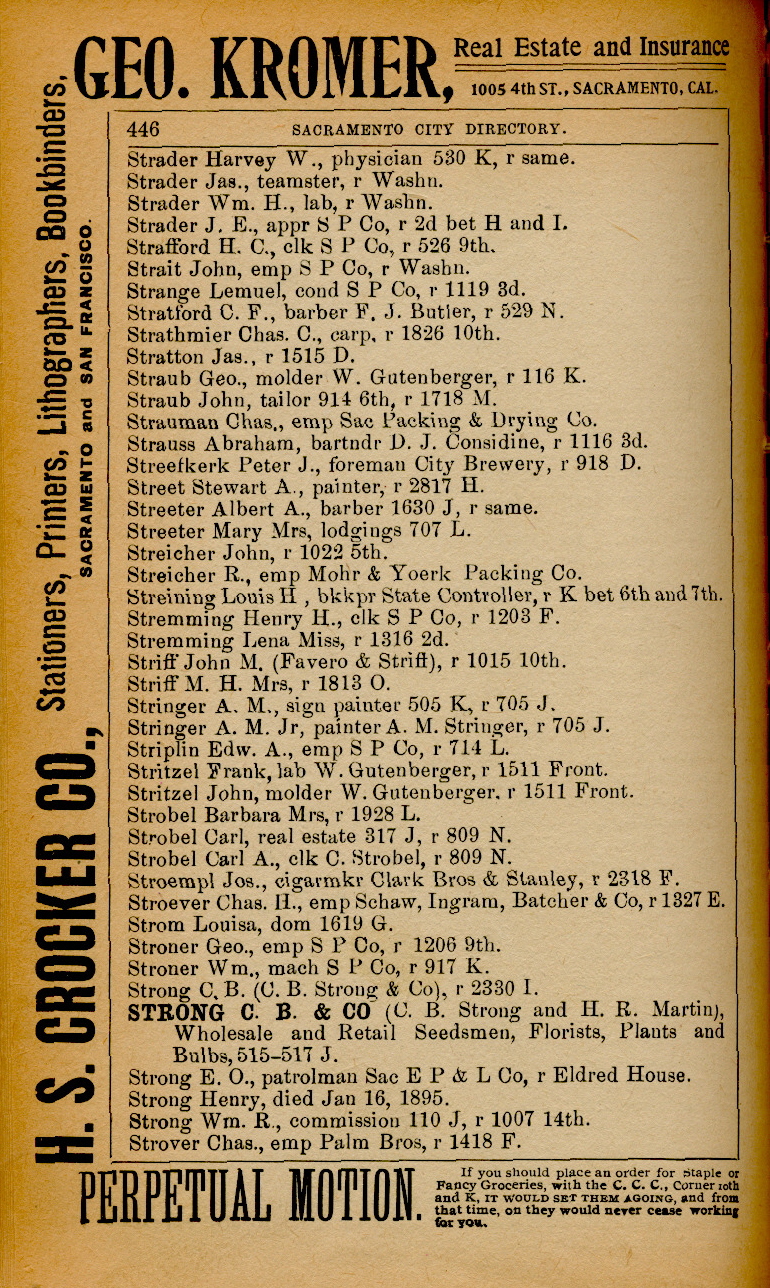 GEO. KROMER, Real Estate and Insurance
1005 4th ST., SACRAMENTO, CAL.
446 SACRAMENTO CITY DIRECTORY.
Strader Harvey W., physician 530 K, r same.
Strader Jas., teamster, r Washn.
Strader Wm. H., lab, r Washn.
Strader J. E., appr S P Co, r 2d bet H and I.
Strafford H. C., clk S P Co, r 526 9th.
Strait John, emp S P Co, r Washn.
Strange Lemuel, cond S P Co, r 1119 3d.
Stratford C. F., barber F. J. Butler, r 529 N.
Strathmier Chas. C., carp, r 1826 10th.
Stratton Jas., r 1515 D.
Straub Geo., molder W. Gutenberger, r 116 K.
Straub John, tailor 914 6th, r 1718 M.
Strauman Chas., emp Sac Packing & Drying Co.
Strauss Abraham, bartndr D. J. Considine, r 1116 3d.
Streefkerk Peter J., foreman City Brewery, r 918 D.
Street Stewart A., painter, r 2817 H.
Streeter Albert A., barber 1630 J, r same.
Streeter Mary Mrs, lodgings 707 L.
Streicher John, r 1022 5th.
Streicher R., emp Mohr & Yoerk Packing Co.
Streining Louis H , bkkpr State Controller, r K bet 6th and 7th.
Stremming Henry H., clk S P Co, r 1203 F.
Stremming Lena Miss, r 1316 2d.
Striff John M. (Favero & Striff), r 1015 10th.
Striff M. H. Mrs, r 1813 O.
Stringer A. M., sign painter 505 K, r 705 J.
Stringer A. M. Jr, painter A. M. Stringer, r 705 J.
Striplin Edw. A., emp S P Co, r 714 L.
Stritzel Frank, lab W. Gutenberger, r 1511 Front.
Stritzel John, molder W. Gutenberger. r 1511 Front.
Strobel Barbara Mrs, r 1928 L.
Strobel Carl, real estate 317 J, r 809 N.
Strobel Carl A., clk C. Strobel, r 809 N.
Stroempl Jos., cigarmkr Clark Bros & Stanley, r 2318 F.
Stroever Chas. H., emp Schaw, Ingram, Batcher & Co, r 1327 E.
Strom Louisa, dom 1619 G.
Stroner Geo., emp S P Co, r 1206 9th.
Stroner Wm., mach S P Co, r 917 K.
Strong C. B. (C. B. Strong & Co), r 2330 I.
STRONG C. B. & CO (C. B. Strong and H. R. Martin),
Wholesale and Retail Seedsmen, Florists, Plants and
Bulbs, 515-517 J.
Strong E. O., patrolman Sac E P & L Co, r Eldred House.
Strong Henry, died Jan 16, 1895.
Strong Wm. R., commission 110 J, r 1007 14th.
Strover Chas., emp Palm Bros, r 1418 F.
H. S. CROCKER CO., Stationers, Printers, Lithographers, Bookbinders,
SACRAMENTO and SAN FRANCISCO.
PERPETUAL MOTION.
If you should place an order for Staple or
Fancy Groceries, with the C. C. C., Corner 10th
and K, IT WOULD SET THEM AGOING, and from
that time, on they would never cease working
for you.